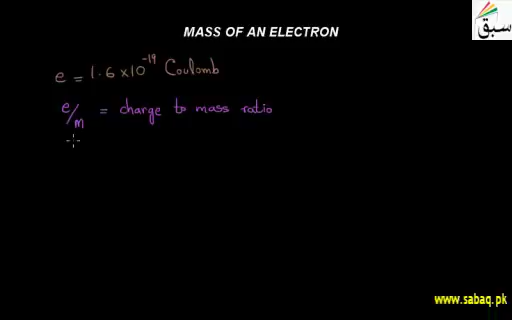 MASS OF AN ELECTRON
سبق
e = 1.6 × 10⁻¹⁹ Coulomb
e/m = charge to mass ratio
www.sabaq.pk